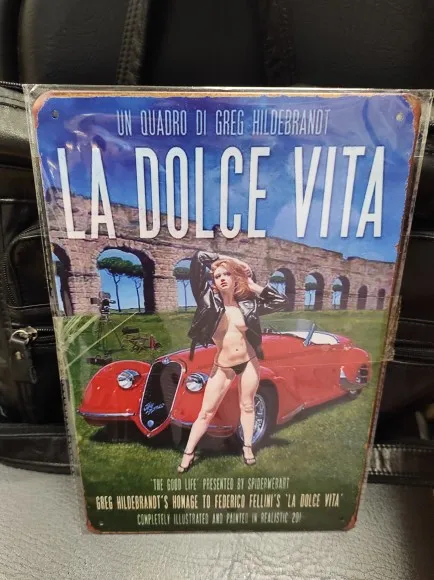 UN QUADRO DI GREG HILDEBRANDT
LA DOLCE VITA
'THE GOOD LIFE' PRESENTED BY SPIDERWEBART
GREG HILDEBRANDT'S HOMAGE TO FEDERICO FELLINI'S 'LA DOLCE VITA'
COMPLETELY ILLUSTRATED AND PAINTED IN REALISTIC 2D!